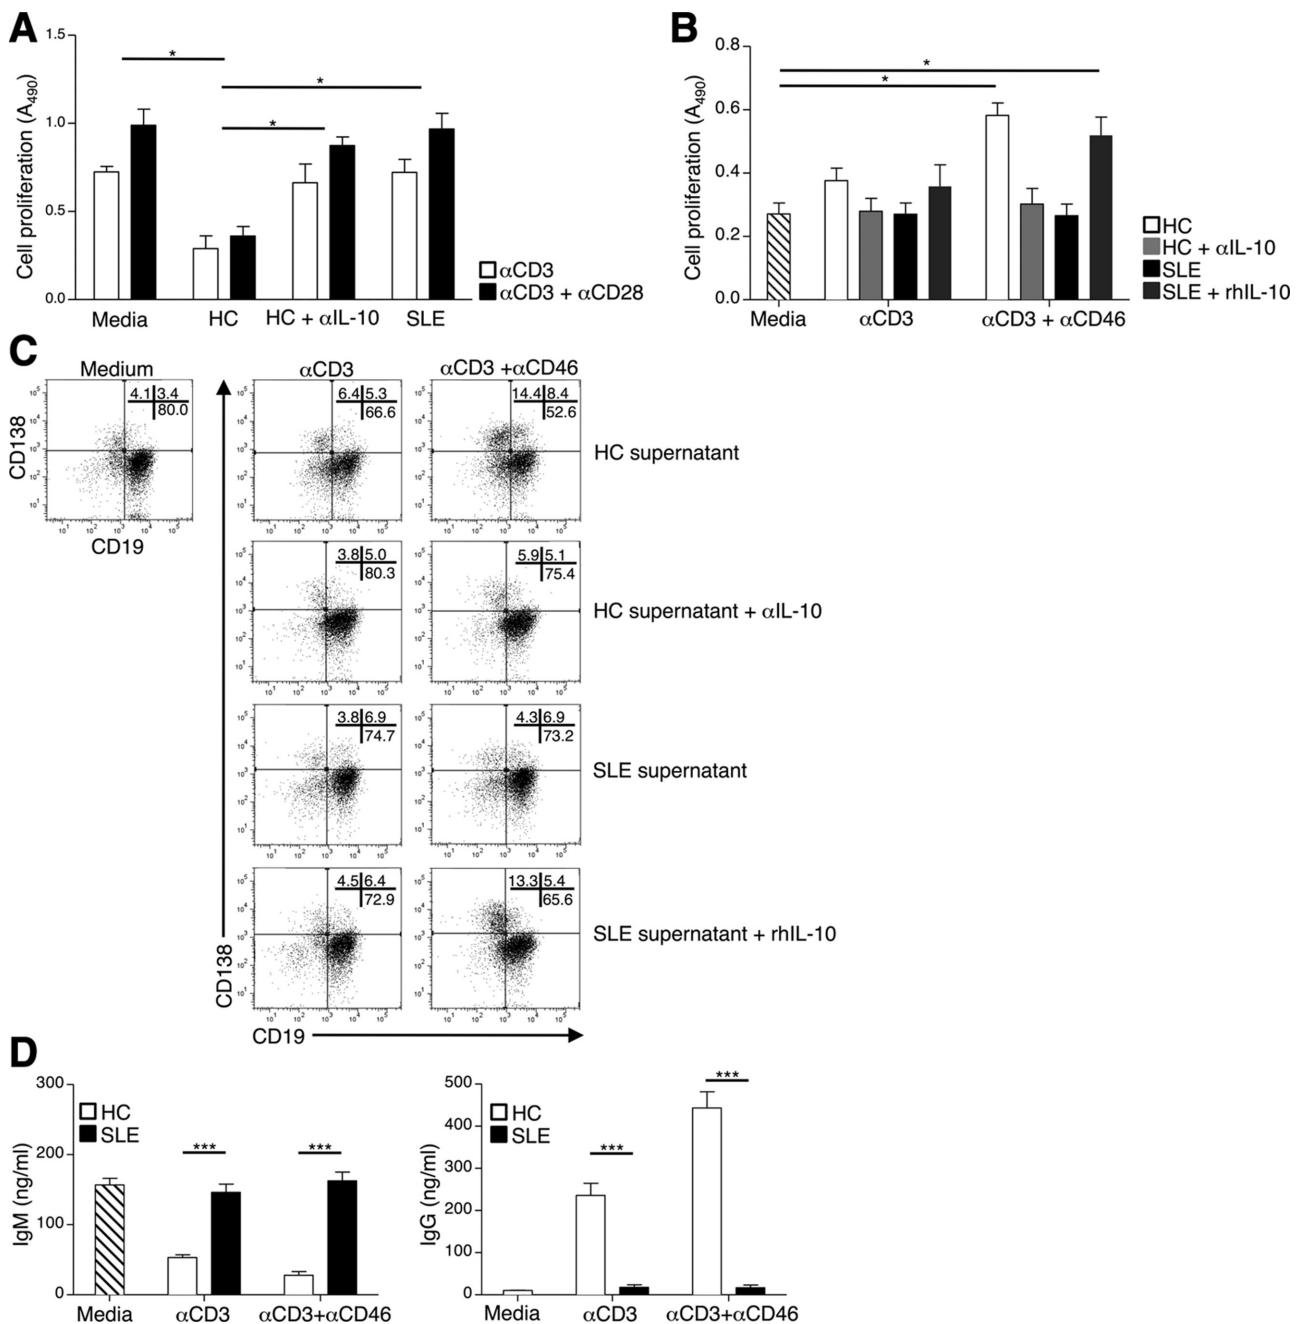 A
Cell proliferation (A490)
1.5
1.0
0.5
0.0
*
*
*
Media HC HC + αIL-10 SLE
αCD3
αCD3 + αCD28
B
Cell proliferation (A490)
0.8
0.6
0.4
0.2
0.0
*
*
Media αCD3 αCD3 + αCD46
HC
HC + αIL-10
SLE
SLE + rhIL-10
C
Medium αCD3 αCD3 +αCD46
4.1 3.4
80.0
CD138
CD19
6.4 5.3
66.6
14.4 8.4
52.6
HC supernatant
3.8 5.0
80.3
5.9 5.1
75.4
HC supernatant + αIL-10
3.8 6.9
74.7
4.3 6.9
73.2
SLE supernatant
4.5 6.4
72.9
13.3 5.4
65.6
SLE supernatant + rhIL-10
CD138
CD19
D
IgM (ng/ml)
300
200
100
0
HC
SLE
***
***
Media αCD3 αCD3+αCD46
IgG (ng/ml)
500
400
300
200
100
0
HC
SLE
***
***
Media αCD3 αCD3+αCD46